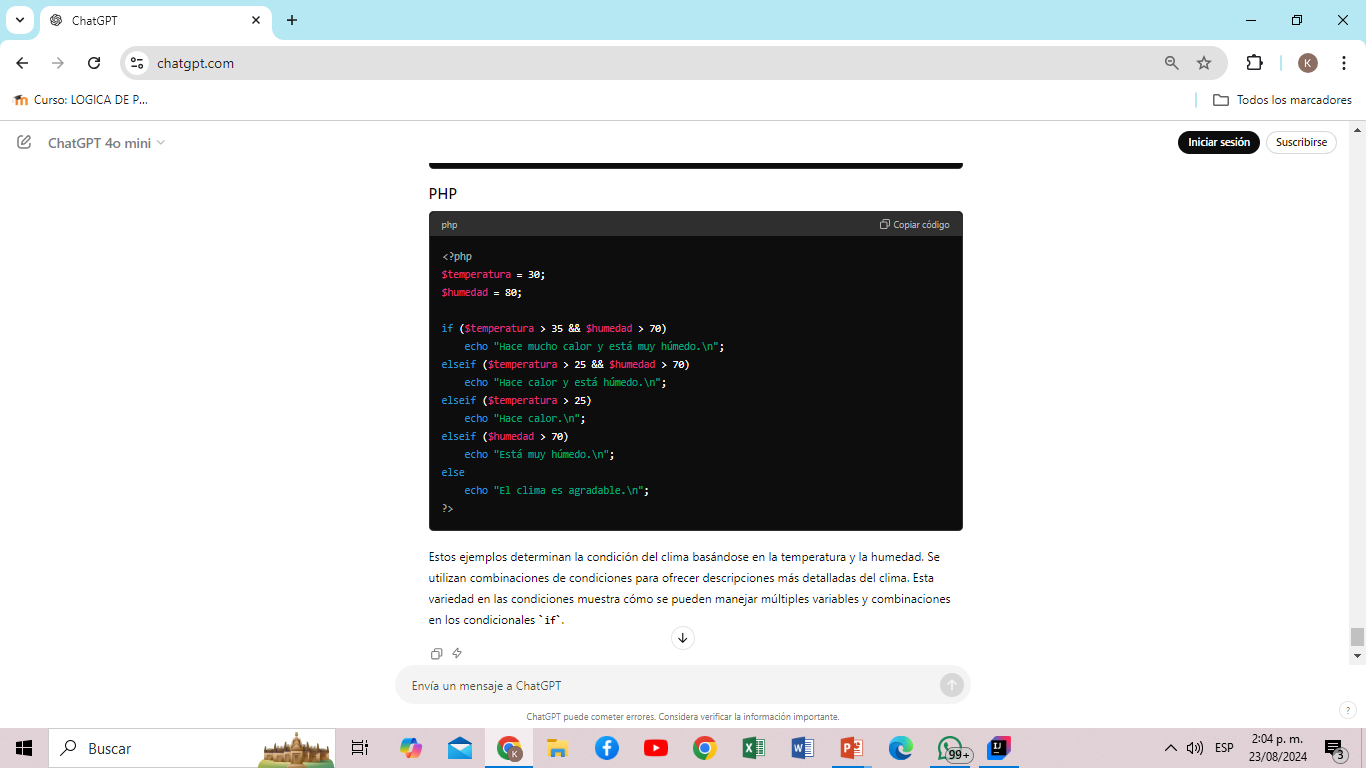 ChatGPT
chatgpt.com
K
Curso: LOGICA DE P...
Todos los marcadores
ChatGPT 4o mini
Iniciar sesión
Suscribirse
PHP
php
Copiar código
<?php
$temperatura = 30;
$humedad = 80;
if ($temperatura > 35 && $humedad > 70)
    echo "Hace mucho calor y está muy húmedo.\n";
elseif ($temperatura > 25 && $humedad > 70)
    echo "Hace calor y está húmedo.\n";
elseif ($temperatura > 25)
    echo "Hace calor.\n";
elseif ($humedad > 70)
    echo "Está muy húmedo.\n";
else
    echo "El clima es agradable.\n";
?>
Estos ejemplos determinan la condición del clima basándose en la temperatura y la humedad. Se
utilizan combinaciones de condiciones para ofrecer descripciones más detalladas del clima. Esta
variedad en las condiciones muestra cómo se pueden manejar múltiples variables y combinaciones
en los condicionales `if`.
Envía un mensaje a ChatGPT
ChatGPT puede cometer errores. Considera verificar la información importante.
?
Buscar
K
99+
ESP
2:04 p. m.
23/08/2024
3